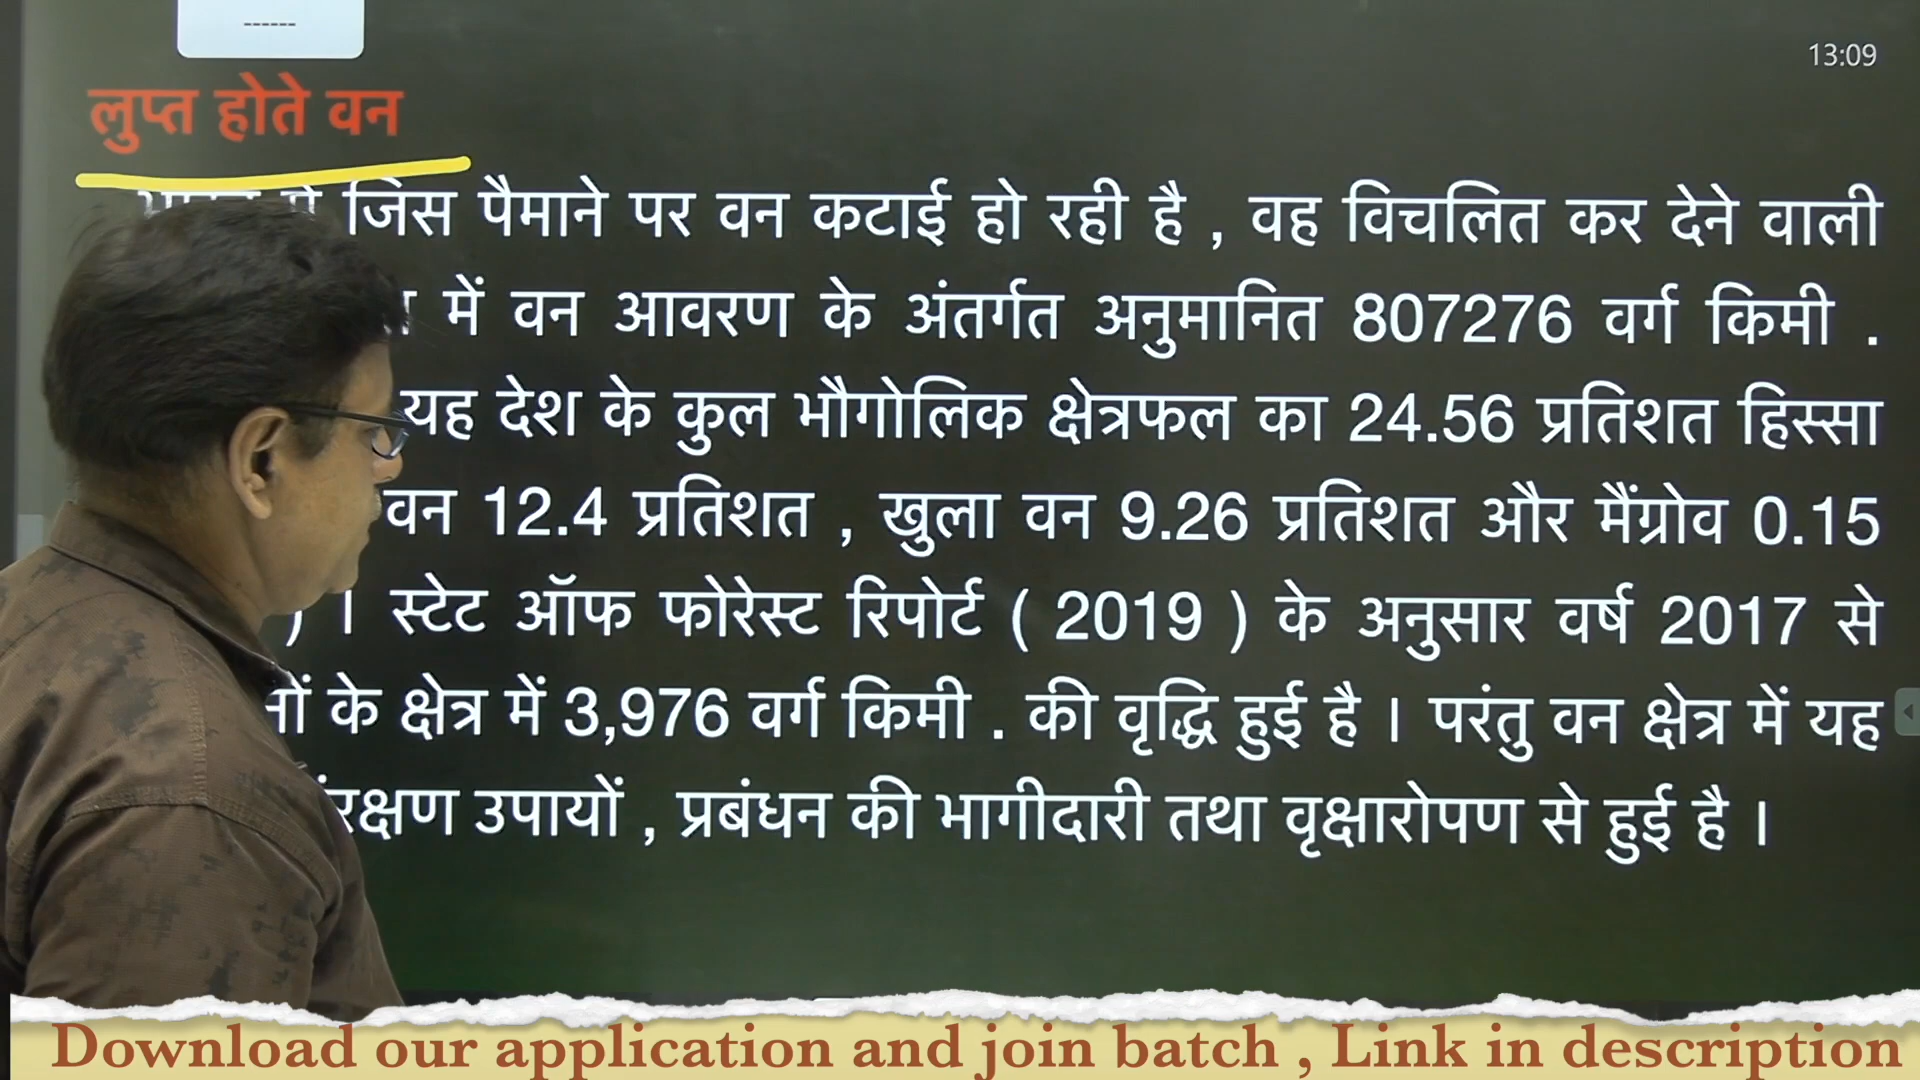 ------
13:09
लुप्त होते वन
जिस पैमाने पर वन कटाई हो रही है , वह विचलित कर देने वाली
में वन आवरण के अंतर्गत अनुमानित 807276 वर्ग किमी .
यह देश के कुल भौगोलिक क्षेत्रफल का 24.56 प्रतिशत हिस्सा
वन 12.4 प्रतिशत , खुला वन 9.26 प्रतिशत और मैंग्रोव 0.15
) । स्टेट ऑफ फोरेस्ट रिपोर्ट ( 2019 ) के अनुसार वर्ष 2017 से
के क्षेत्र में 3,976 वर्ग किमी . की वृद्धि हुई है । परंतु वन क्षेत्र में यह
उपायों , प्रबंधन की भागीदारी तथा वृक्षारोपण से हुई है ।
Download our application and join batch , Link in description